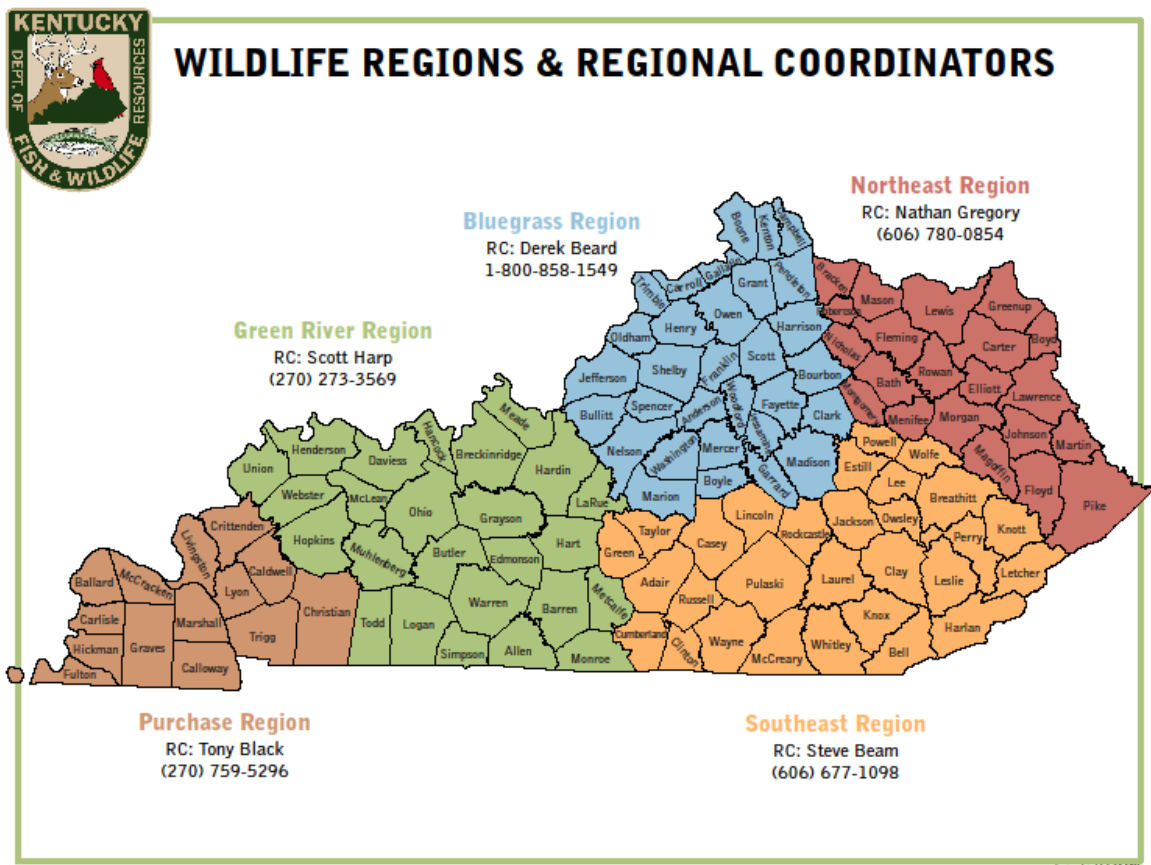 KENTUCKY
DEPT. OF
FISH & WILDLIFE
RESOURCES
WILDLIFE REGIONS & REGIONAL COORDINATORS
Northeast Region
RC: Nathan Gregory
(606) 780-0854
Bluegrass Region
RC: Derek Beard
1-800-858-1549
Green River Region
RC: Scott Harp
(270) 273-3569
Boone
Kenton
Campbell
Gallatin
Carroll
Trimble
Grant
Pendleton
Owen
Henry
Oldham
Harrison
Scott
Franklin
Shelby
Jefferson
Bourbon
Bullitt
Spencer
Anderson
Woodford
Fayette
Clark
Jessamine
Nelson
Washington
Mercer
Madison
Garrard
Boyle
Marion
Bracken
Mason
Lewis
Greenup
Robertson
Fleming
Nicholas
Carter
Boyd
Rowan
Bath
Elliott
Lawrence
Montgomery
Menifee
Morgan
Johnson
Martin
Magoffin
Floyd
Pike
Meade
Hancock
Breckinridge
Henderson
Daviess
Union
Hardin
Webster
McLean
LaRue
Ohio
Grayson
Hopkins
Muhlenberg
Butler
Edmonson
Hart
Warren
Barren
Metcalfe
Todd
Logan
Simpson
Allen
Monroe
Powell
Wolfe
Estill
Lee
Breathitt
Lincoln
Rockcastle
Jackson
Owsley
Perry
Knott
Taylor
Green
Casey
Adair
Pulaski
Laurel
Clay
Leslie
Letcher
Russell
Knox
Harlan
Cumberland
Clinton
Wayne
McCreary
Whitley
Bell
Crittenden
Livingston
Caldwell
Lyon
Christian
Ballard
McCracken
Carlisle
Marshall
Hickman
Graves
Trigg
Calloway
Fulton
Purchase Region
RC: Tony Black
(270) 759-5296
Southeast Region
RC: Steve Beam
(606) 677-1098